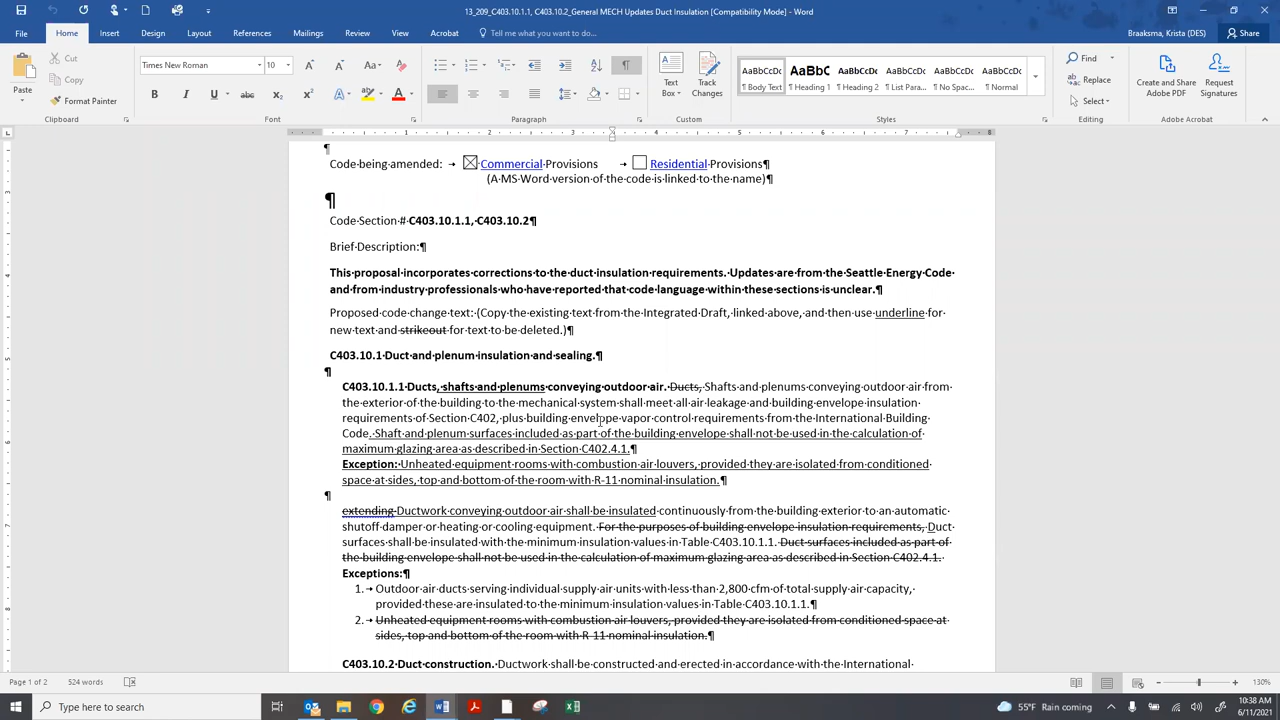 13_209_C403.10.1.1, C403.10.2_General MECH Updates Duct Insulation [Compatibility Mode] - Word
Braaksma, Krista (DES)
File Home Insert Design Layout References Mailings Review View Acrobat Tell me what you want to do... Share
Cut
Copy
Format Painter
Paste
Clipboard
Times New Roman 10
Font
Paragraph
Text Box
Track Changes
Custom
AaBbCcDc AaBbC AaBbCcDc AaBbCcDc AaBbCcDc AaBbCcDc
¶ Body Text ¶ Heading 1 ¶ Heading 2 ¶ List Para... ¶ No Spac... ¶ Normal
Styles
Find
Replace
Select
Editing
Create and Share Adobe PDF
Request Signatures
Adobe Acrobat
1 2 3 4 5 6 7 8
¶
Code·being·amended: → ☒·Commercial·Provisions → ☐ Residential·Provisions¶
(A·MS·Word·version·of·the·code·is·linked·to·the·name)¶
¶
Code·Section·#·C403.10.1.1,·C403.10.2¶
Brief·Description:¶
This·proposal·incorporates·corrections·to·the·duct·insulation·requirements.·Updates·are·from·the·Seattle·Energy·Code·
and·from·industry·professionals·who·have·reported·that·code·language·within·these·sections·is·unclear.¶
Proposed·code·change·text:·(Copy·the·existing·text·from·the·Integrated·Draft,·linked·above,·and·then·use·underline·for·
new·text·and·strikeout·for·text·to·be·deleted.)¶
C403.10.1·Duct·and·plenum·insulation·and·sealing.¶
¶
C403.10.1.1·Ducts,·shafts·and·plenums·conveying·outdoor·air.·Ducts,·Shafts·and·plenums·conveying·outdoor·air·from·
the·exterior·of·the·building·to·the·mechanical·system·shall·meet·all·air·leakage·and·building·envelope·insulation·
requirements·of·Section·C402,·plus·building·envelope·vapor·control·requirements·from·the·International·Building·
Code.·Shaft·and·plenum·surfaces·included·as·part·of·the·building·envelope·shall·not·be·used·in·the·calculation·of·
maximum·glazing·area·as·described·in·Section·C402.4.1.¶
Exception:·Unheated·equipment·rooms·with·combustion·air·louvers,·provided·they·are·isolated·from·conditioned·
space·at·sides,·top·and·bottom·of·the·room·with·R-11·nominal·insulation.¶
¶
extending·Ductwork·conveying·outdoor·air·shall·be·insulated·continuously·from·the·building·exterior·to·an·automatic·
shutoff·damper·or·heating·or·cooling·equipment.·For·the·purposes·of·building·envelope·insulation·requirements,·Duct·
surfaces·shall·be·insulated·with·the·minimum·insulation·values·in·Table·C403.10.1.1.·Duct·surfaces·included·as·part·of·
the·building·envelope·shall·not·be·used·in·the·calculation·of·maximum·glazing·area·as·described·in·Section·C402.4.1.·
Exceptions:¶
1.→Outdoor·air·ducts·serving·individual·supply·air·units·with·less·than·2,800·cfm·of·total·supply·air·capacity,·
provided·these·are·insulated·to·the·minimum·insulation·values·in·Table·C403.10.1.1.¶
2.→Unheated·equipment·rooms·with·combustion·air·louvers,·provided·they·are·isolated·from·conditioned·space·at·
sides,·top·and·bottom·of·the·room·with·R-11·nominal·insulation.¶
C403.10.2·Duct·construction.·Ductwork·shall·be·constructed·and·erected·in·accordance·with·the·International·
Page 1 of 2 524 words 130%
Type here to search 55°F Raining Now 10:38 AM
6/11/2021